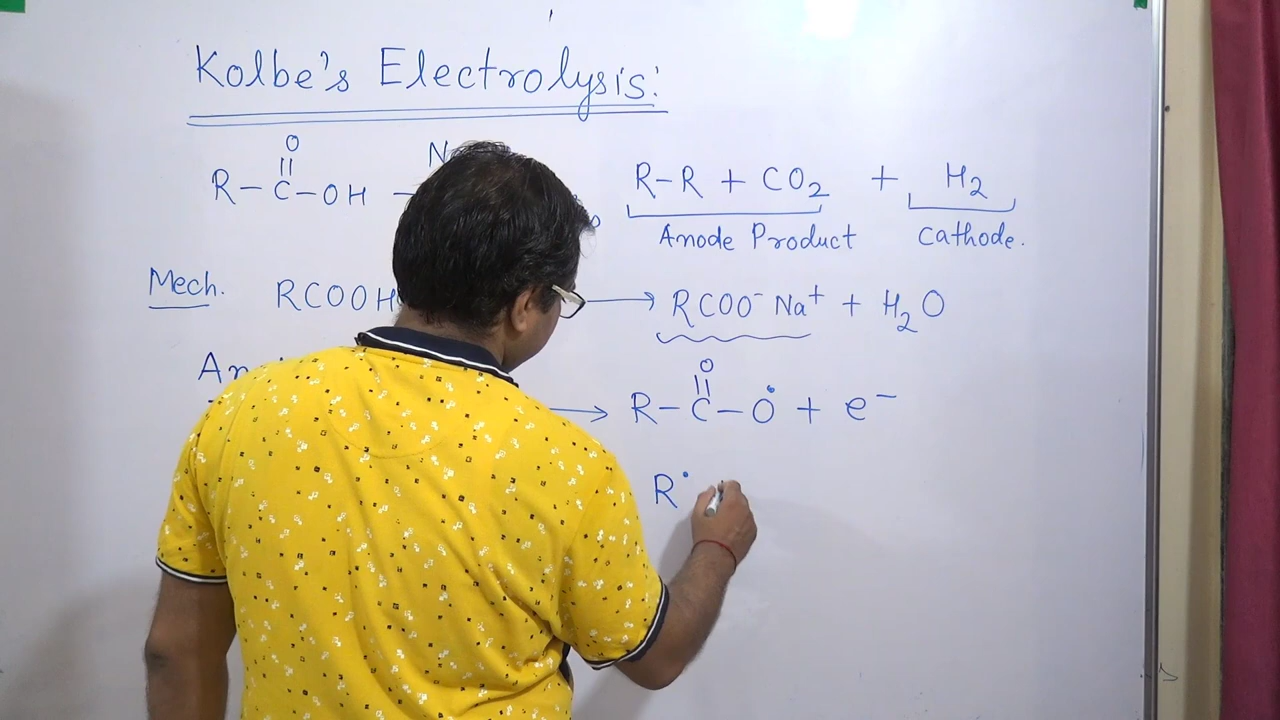 Kolbe's Electrolysis:
O
||
R-C-OH — R-R + CO2 + H2
Anode Product Cathode.
Mech. RCOOH → RCOO⁻ Na⁺ + H2O
O
||
→ R-C-O• + e⁻
R•